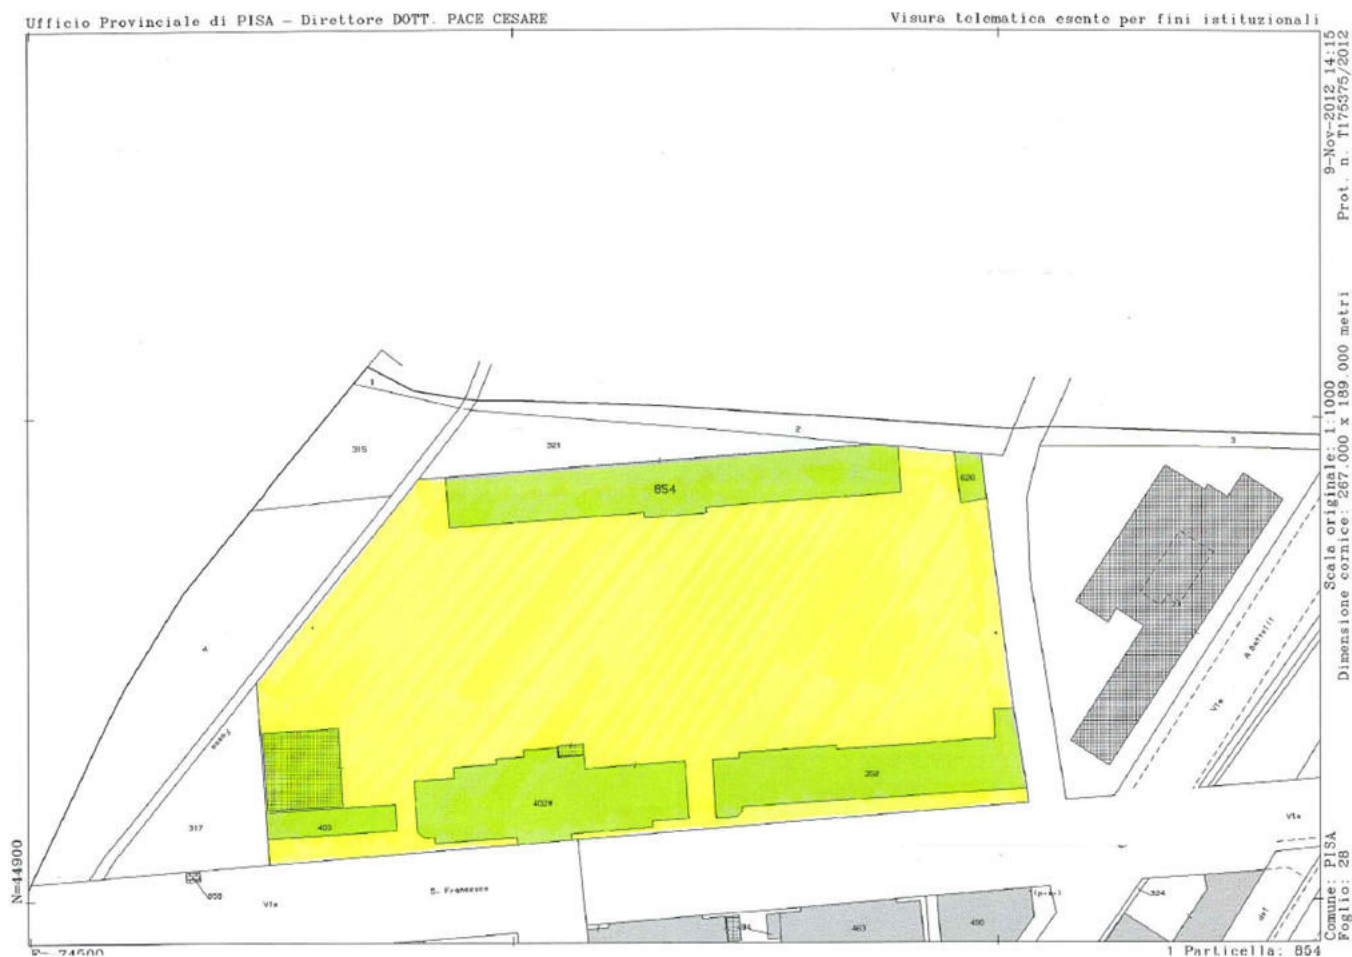 Ufficio Provinciale di PISA - Direttore DOTT. PACE CESARE
Visura telematica esente per fini istituzionali
9-Nov-2012 14:15
Prot. n. T175375/2012
Scala originale: 1:1000
Dimensione cornice: 267.000 x 189.000 metri
Comune: PISA
Foglio: 28
1 Particella: 854
N=44900
1
2
3
315
321
854
626
Fosso
A Battelli
Via
Via
317
403
402
352
Via
S. Francesco
324
463
490